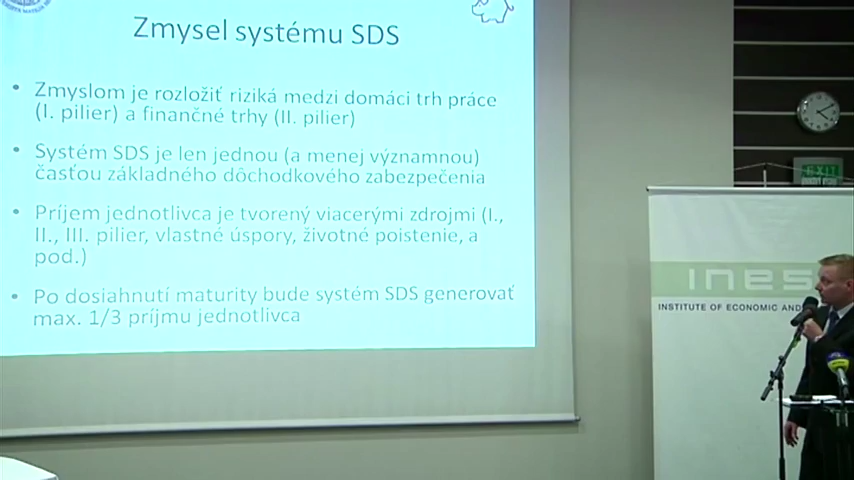 Zmysel systému SDS
• Zmyslom je rozložiť riziká medzi domáci trh práce
(I. pilier) a finančné trhy (II. pilier)
• Systém SDS je len jednou (a menej významnou)
časťou základného dôchodkového zabezpečenia
• Príjem jednotlivca je tvorený viacerými zdrojmi (I.,
II., III. pilier, vlastné úspory, životné poistenie, a
pod.)
• Po dosiahnutí maturity bude systém SDS generovať
max. 1/3 príjmu jednotlivca
EXIT
ines
INSTITUTE OF ECONOMIC AND